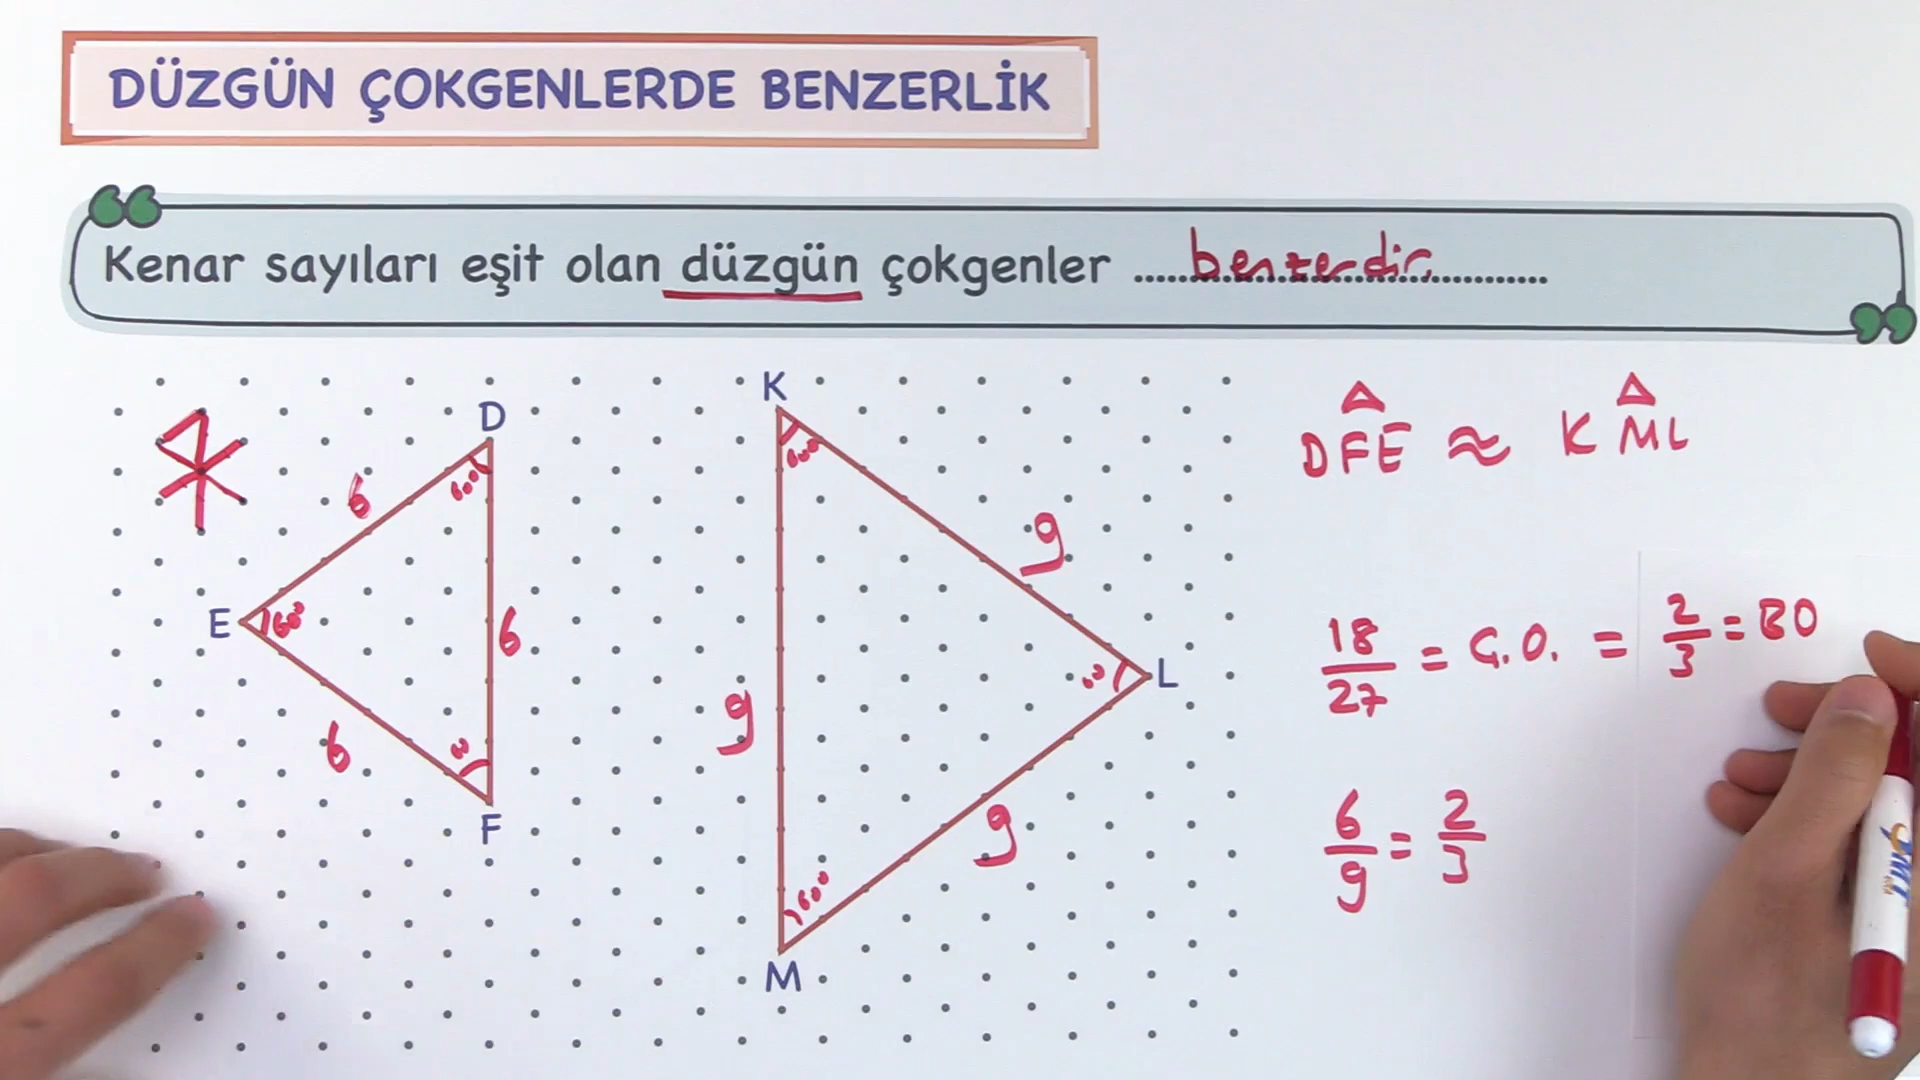 DÜZGÜN ÇOKGENLERDE BENZERLİK
Kenar sayıları eşit olan düzgün çokgenler benzerdir.
D
6
60°
E
60°
6
6
F
K
60°
9
L
9
9
60°
M
DFE ≈ KML
18/27 = Ç.O. = 2/3 = BO
6/9 = 2/3